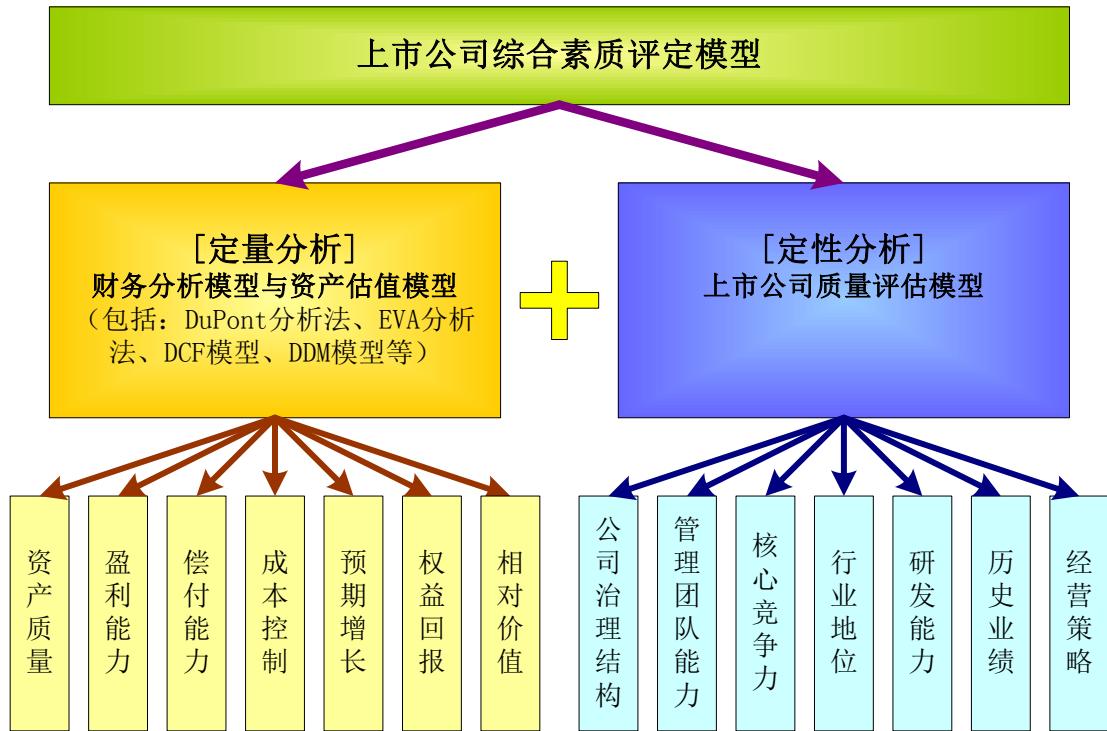 上市公司综合素质评定模型
[定量分析]
财务分析模型与资产估值模型
（包括：DuPont分析法、EVA分析
法、DCF模型、DDM模型等）
[定性分析]
上市公司质量评估模型
资产质量
盈利能力
偿付能力
成本控制
预期增长
权益回报
相对价值
公司治理结构
管理团队能力
核心竞争力
行业地位
研发能力
历史业绩
经营策略